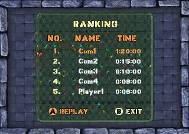 RANKING
NO. NAME TIME
1. Com1 1:20:00
2. Com2 0:15:00
3. Com3 0:10:00
4. Com4 0:08:00
5. Player1 0:06:00
REPLAY EXIT